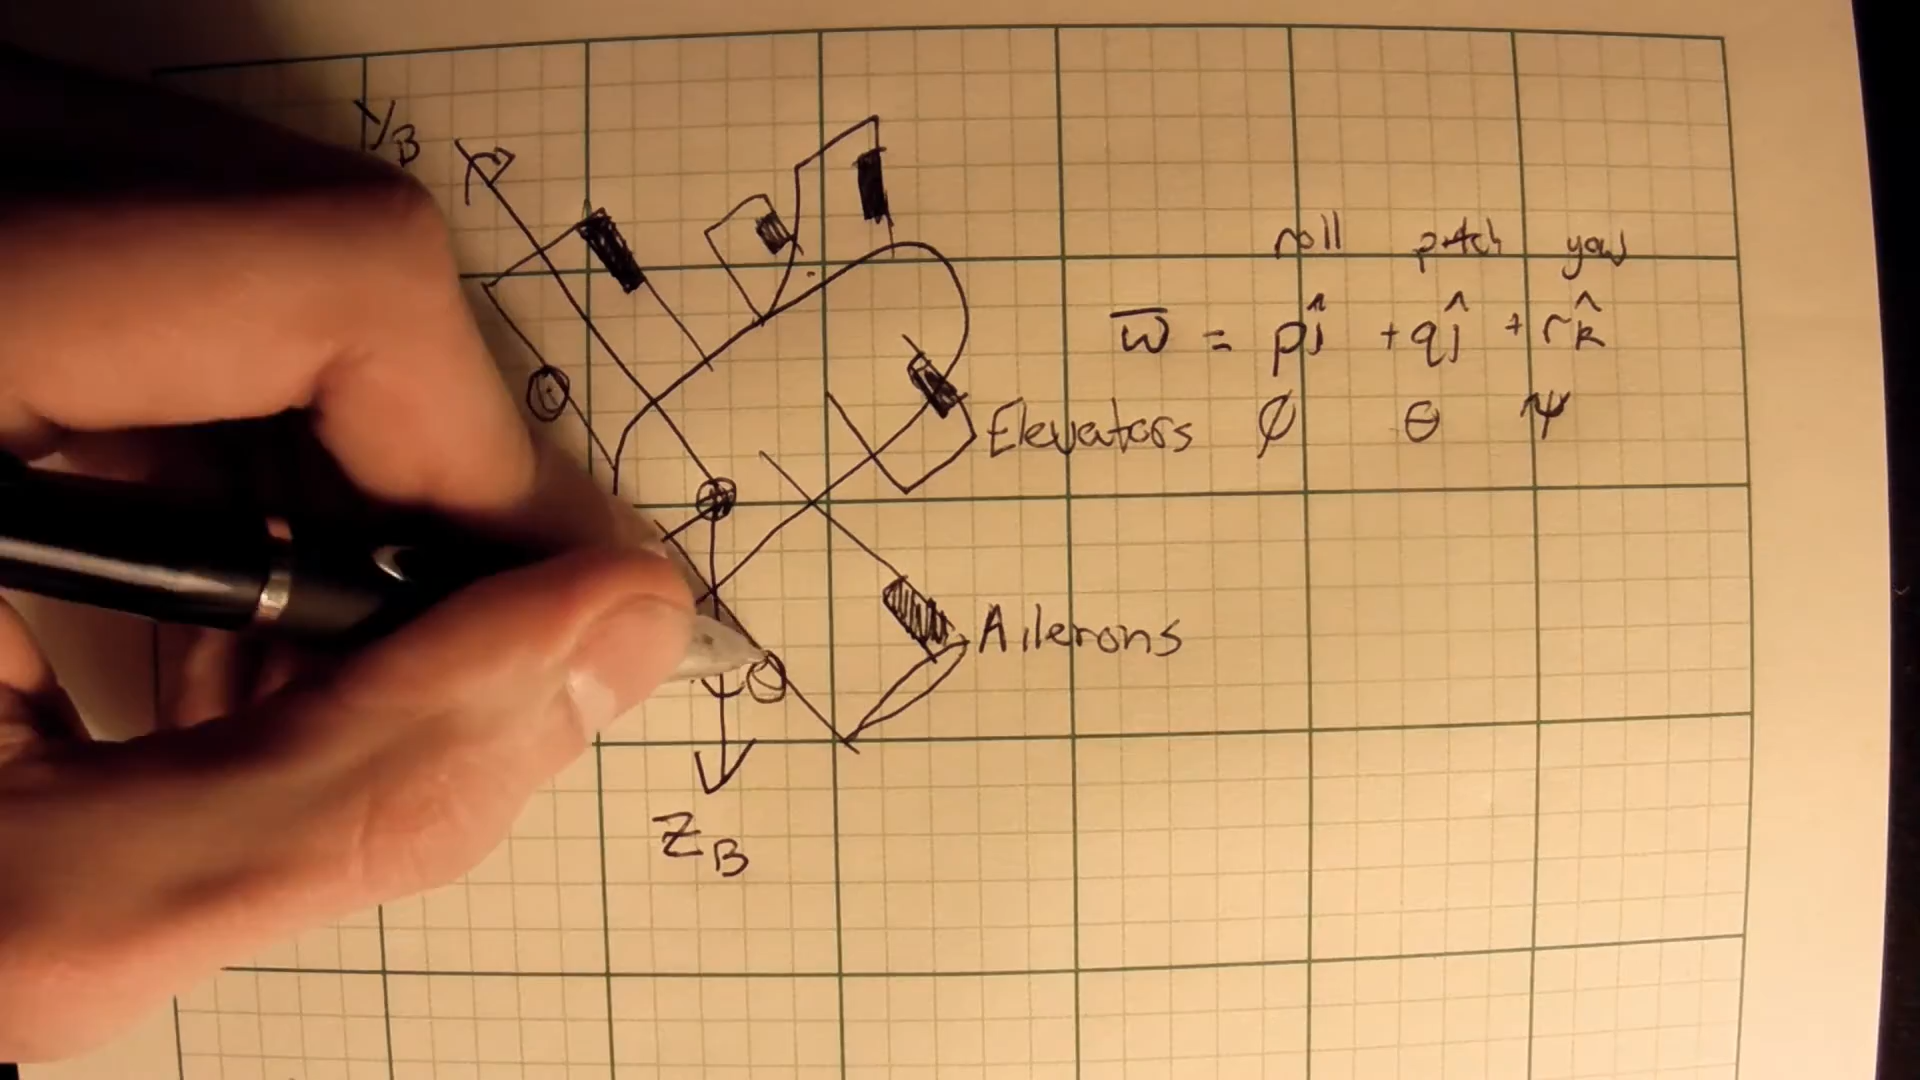 Y_B
roll pitch yaw
ω̅ = pî + qĵ + rk̂
Elevators ϕ θ ψ
Ailerons
Z_B